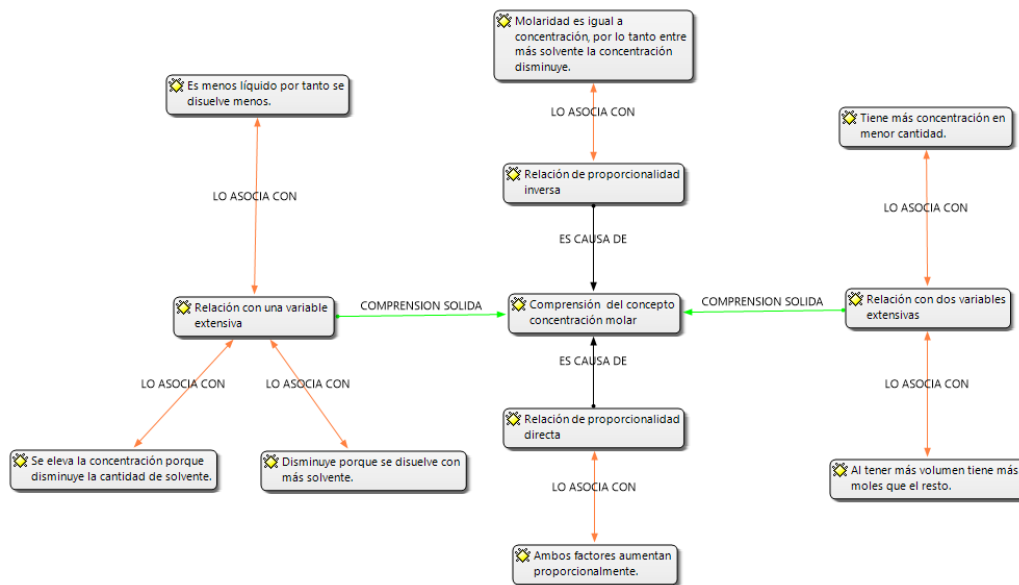 Molaridad es igual a
concentración, por lo tanto entre
más solvente la concentración
disminuye.
Es menos líquido por tanto se
disuelve menos.
LO ASOCIA CON
Tiene más concentración en
menor cantidad.
Relación de proporcionalidad
inversa
LO ASOCIA CON
LO ASOCIA CON
ES CAUSA DE
Relación con una variable
extensiva
COMPRENSION SOLIDA
Comprensión del concepto
concentración molar
COMPRENSION SOLIDA
Relación con dos variables
extensivas
ES CAUSA DE
LO ASOCIA CON
LO ASOCIA CON
LO ASOCIA CON
Relación de proporcionalidad
directa
Se eleva la concentración porque
disminuye la cantidad de solvente.
Disminuye porque se disuelve con
más solvente.
LO ASOCIA CON
Al tener más volumen tiene más
moles que el resto.
Ambos factores aumentan
proporcionalmente.